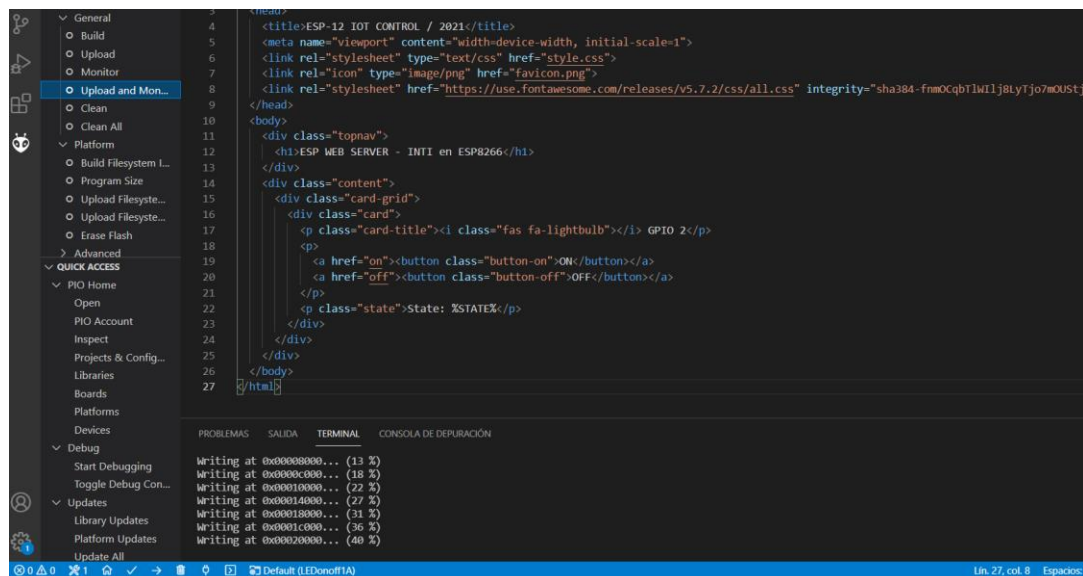 General
Build
Upload
Monitor
Upload and Mon...
Clean
Clean All
Platform
Build Filesystem I...
Program Size
Upload Filesyste...
Upload Filesyste...
Erase Flash
Advanced
QUICK ACCESS
PIO Home
Open
PIO Account
Inspect
Projects & Config...
Libraries
Boards
Platforms
Devices
Debug
Start Debugging
Toggle Debug Con...
Updates
Library Updates
Platform Updates
Update All
3 <head>
4 <title>ESP-12 IOT CONTROL / 2021</title>
5 <meta name="viewport" content="width=device-width, initial-scale=1">
6 <link rel="stylesheet" type="text/css" href="style.css">
7 <link rel="icon" type="image/png" href="favicon.png">
8 <link rel="stylesheet" href="https://use.fontawesome.com/releases/v5.7.2/css/all.css" integrity="sha384-fnmOCqbTlWIlj8LyTjo7mOUStj
9 </head>
10 <body>
11 <div class="topnav">
12 <h1>ESP WEB SERVER - INTI en ESP8266</h1>
13 </div>
14 <div class="content">
15 <div class="card-grid">
16 <div class="card">
17 <p class="card-title"><i class="fas fa-lightbulb"></i> GPIO 2</p>
18 <p>
19 <a href="on"><button class="button-on">ON</button></a>
20 <a href="off"><button class="button-off">OFF</button></a>
21 </p>
22 <p class="state">State: %STATE%</p>
23 </div>
24 </div>
25 </div>
26 </body>
27 </html>
PROBLEMAS SALIDA TERMINAL CONSOLA DE DEPURACIÓN
Writing at 0x00008000... (13 %)
Writing at 0x0000c000... (18 %)
Writing at 0x00010000... (22 %)
Writing at 0x00014000... (27 %)
Writing at 0x00018000... (31 %)
Writing at 0x0001c000... (36 %)
Writing at 0x00020000... (40 %)
0 0 1 Default (LEDonoff1A) Lín. 27, col. 8 Espacios: